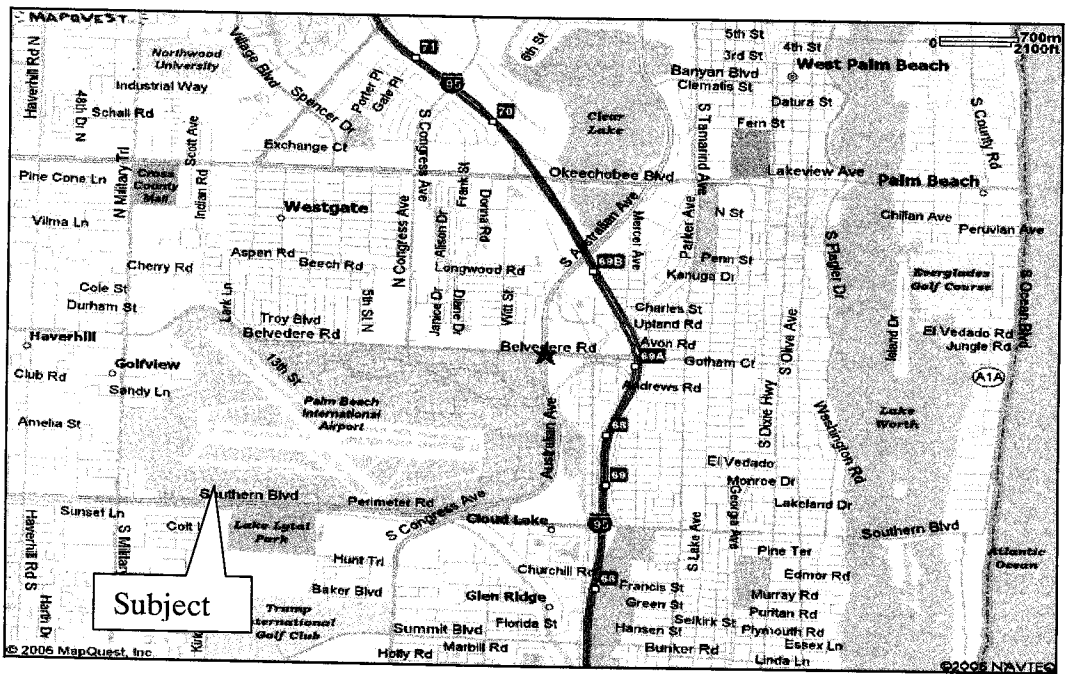 MAPQUEST
700m
2100ft
0
5th St
4th St
3rd St
6th St
71
West Palm Beach
Northwood
University
Village Blvd
N Haverhill Rd
Industrial Way
Porter Pl
Gale Pl
95
Banyan Blvd
Clematis St
48th Dr N
Schall Rd
Spencer Dr
70
Datura St
Clear
Lake
S Tamarind Ave
Fern St
S County Rd
Scott Ave
Exchange Ct
S Congress Ave
Okeechobee Blvd
Lakeview Ave
Pine Cone Ln
N Military Trl
Cross
County
Mall
Indian Rd
Palm Beach
Westgate
N Congress Ave
Donna Rd
S Australian Ave
Mercer Ave
Parker Ave
N St
Chilian Ave
Peruvian Ave
Vilma Ln
Alison Dr
Aspen Rd
Beech Rd
Longwood Rd
69B
Penn St
Kanuga Dr
S Flagler Dr
Everglades
Golf Course
S Ocean Blvd
Cherry Rd
Cole St
Durham St
Lark Ln
5th St N
Janice Dr
Diane Dr
Witt St
Charles St
Upland Rd
Troy Blvd
Belvedere Rd
Belvedere Rd
Avon Rd
S Olive Ave
Island Dr
El Vedado Rd
Jungle Rd
Haverhill
69A
Gotham Ct
Golfview
13th St
Club Rd
Sandy Ln
Andrews Rd
A1A
Palm Beach
International
Airport
Australian Ave
S Dixie Hwy
Washington Rd
Lake
Worth
Amelia St
68
El Vedado
69
Monroe Dr
Southern Blvd
Perimeter Rd
S Congress Ave
Georgia Ave
Lakeland Dr
Sunset Ln
Colt
Lake Lytal
Park
Cloud Lake
95
S Lake Ave
Southern Blvd
Haverhill Rd S
S Military
Hunt Trl
Pine Ter
Atlantic
Ocean
Churchill Rd
68
Francis St
Edmor Rd
Subject
Baker Blvd
Glen Ridge
Green St
Murray Rd
Harth Dr
Trump
International
Golf Club
Florida St
Selkirk St
Puritan Rd
Summit Blvd
Hansen St
Plymouth Rd
Marbill Rd
Essex Ln
Holly Rd
Bunker Rd
Linda Ln
© 2006 MapQuest, Inc.
©2006 NAVTEQ